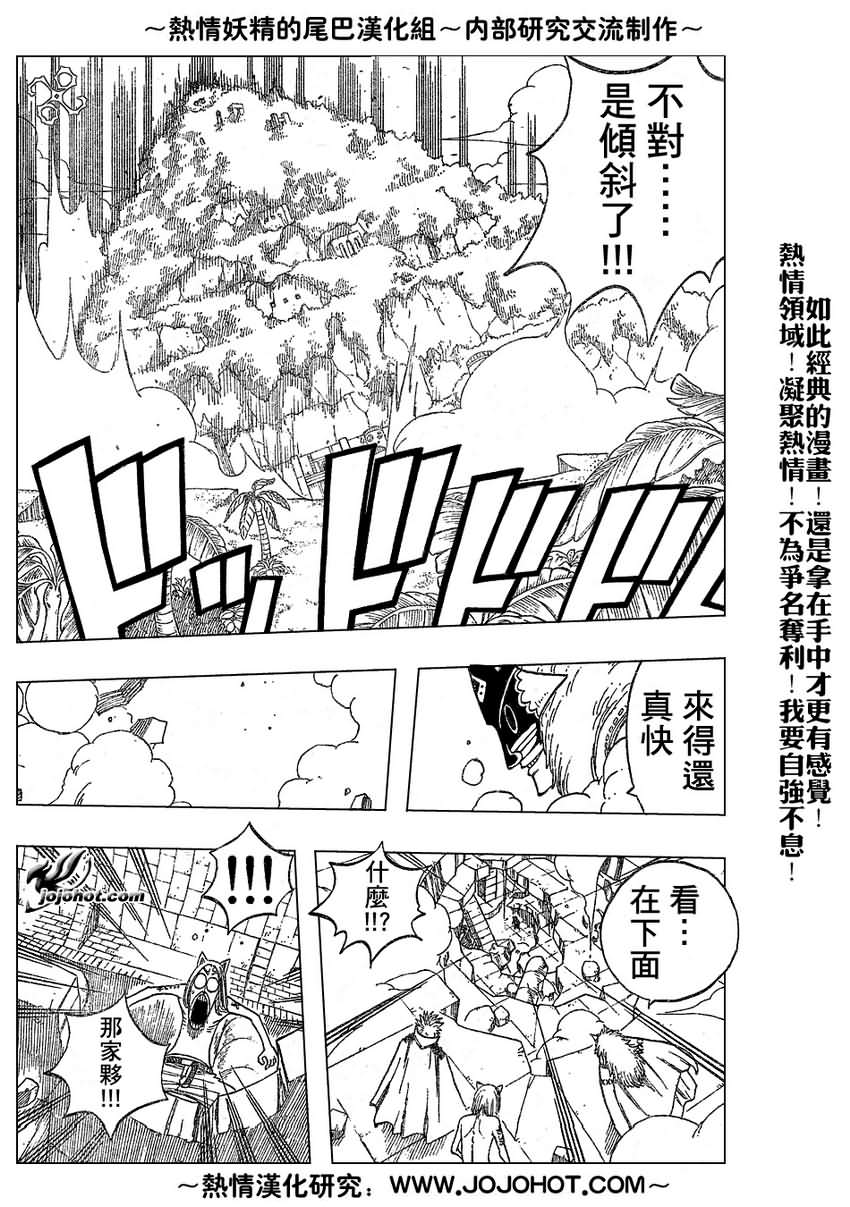 ～熱情妖精的尾巴漢化組～内部研究交流制作～
不對……
是傾斜了!!!
ドドドドド
來得還
真快
看…
在下面
什麼!!?
!!!
那家夥!!!
jojohot.com
如此經典的漫畫！還是拿在手中才更有感覺！
熱情領域！凝聚熱情！不為爭名奪利！我要自強不息！
～熱情漢化研究：WWW.JOJOHOT.COM～